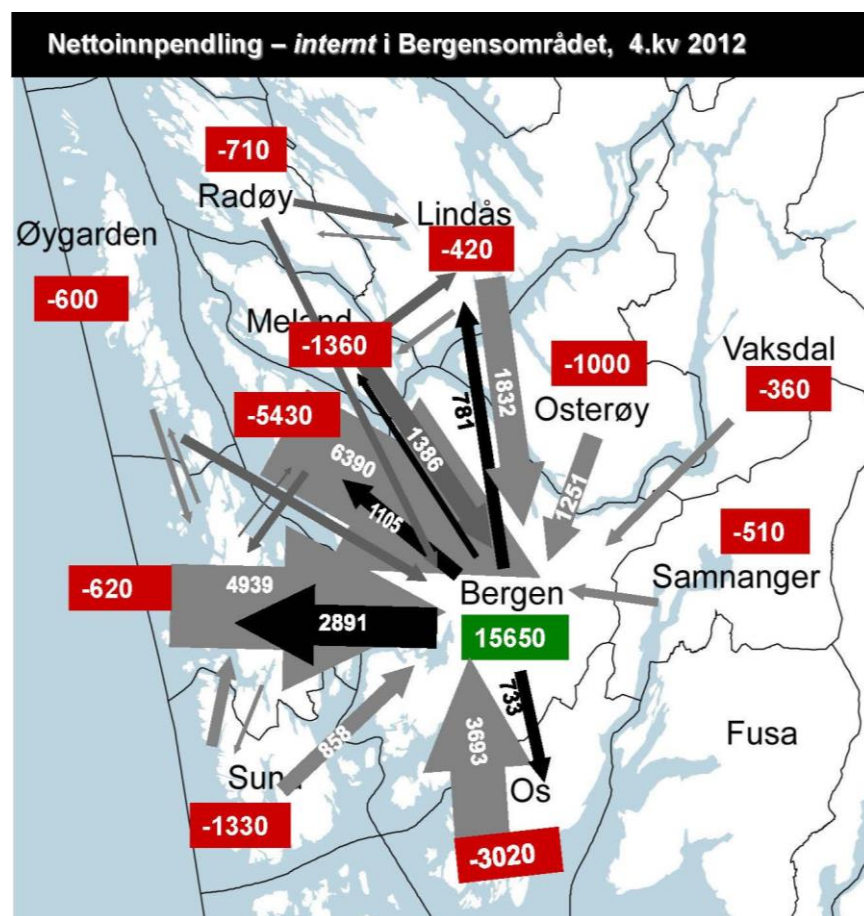 Nettoinnpendling – internt i Bergensområdet, 4.kv 2012
-710
Radøy
Lindås
-420
Øygarden
-600
Meland
-1360
-1000
Osterøy
Vaksdal
-360
-5430
6390
1386
781
1832
1251
1105
-510
Samnanger
-620
4939
2891
Bergen
15650
733
858
3693
Fusa
Sund
Os
-1330
-3020